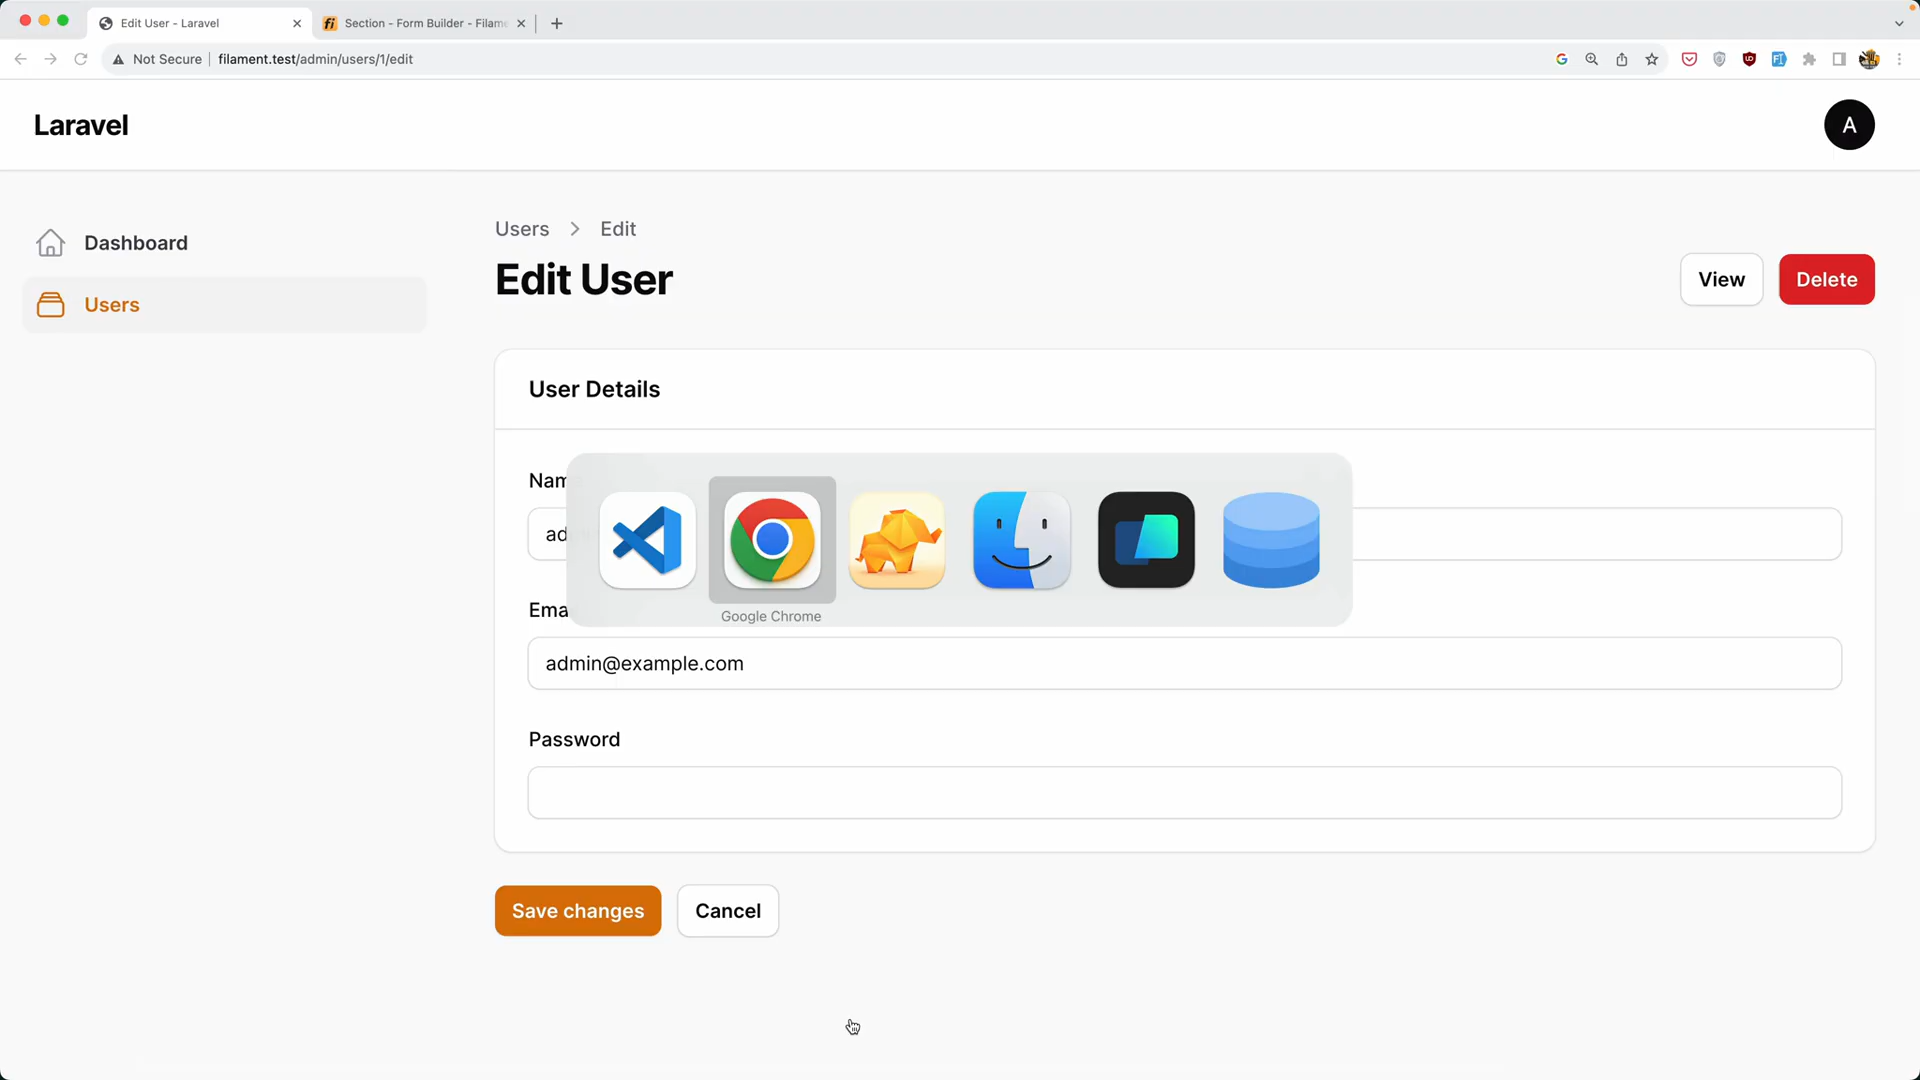 Edit User - Laravel
fi Section - Form Builder - Filame
Not Secure
filament.test/admin/users/1/edit
Laravel
A
Dashboard
Users
Users > Edit
Edit User
View
Delete
User Details
Nam
ad
Google Chrome
Ema
admin@example.com
Password
Save changes
Cancel